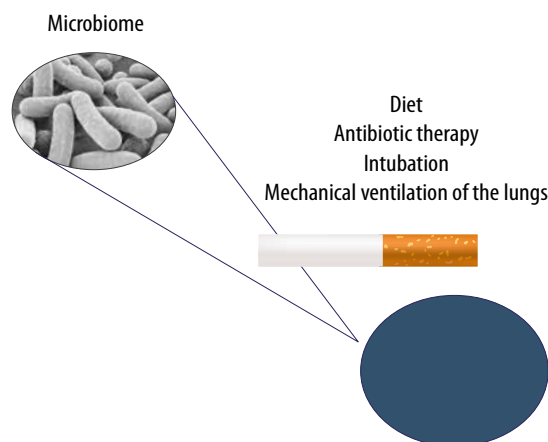 Microbiome
Diet
Antibiotic therapy
Intubation
Mechanical ventilation of the lungs